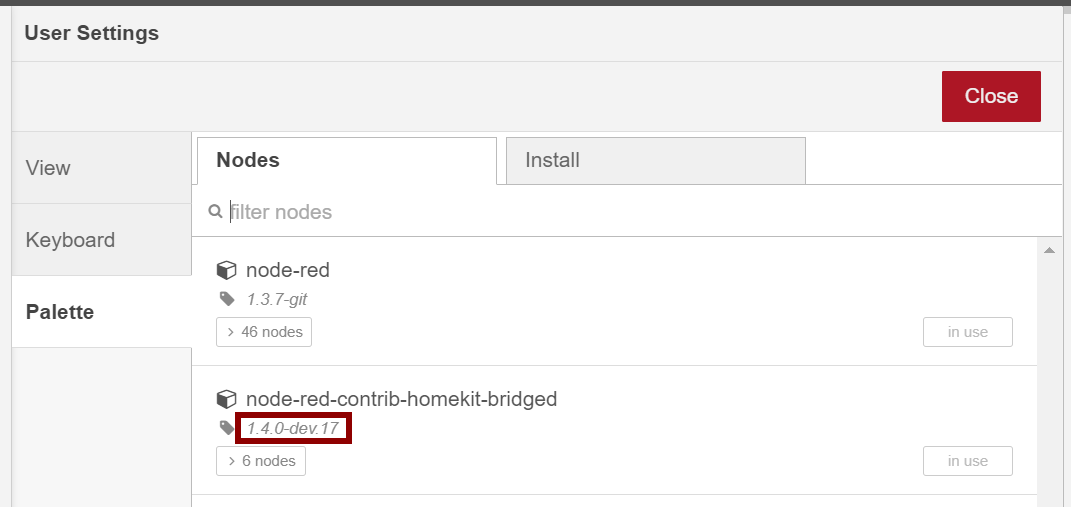 User Settings
Close
View
Nodes
Install
filter nodes
Keyboard
node-red
1.3.7-git
Palette
> 46 nodes
in use
node-red-contrib-homekit-bridged
1.4.0-dev.17
> 6 nodes
in use